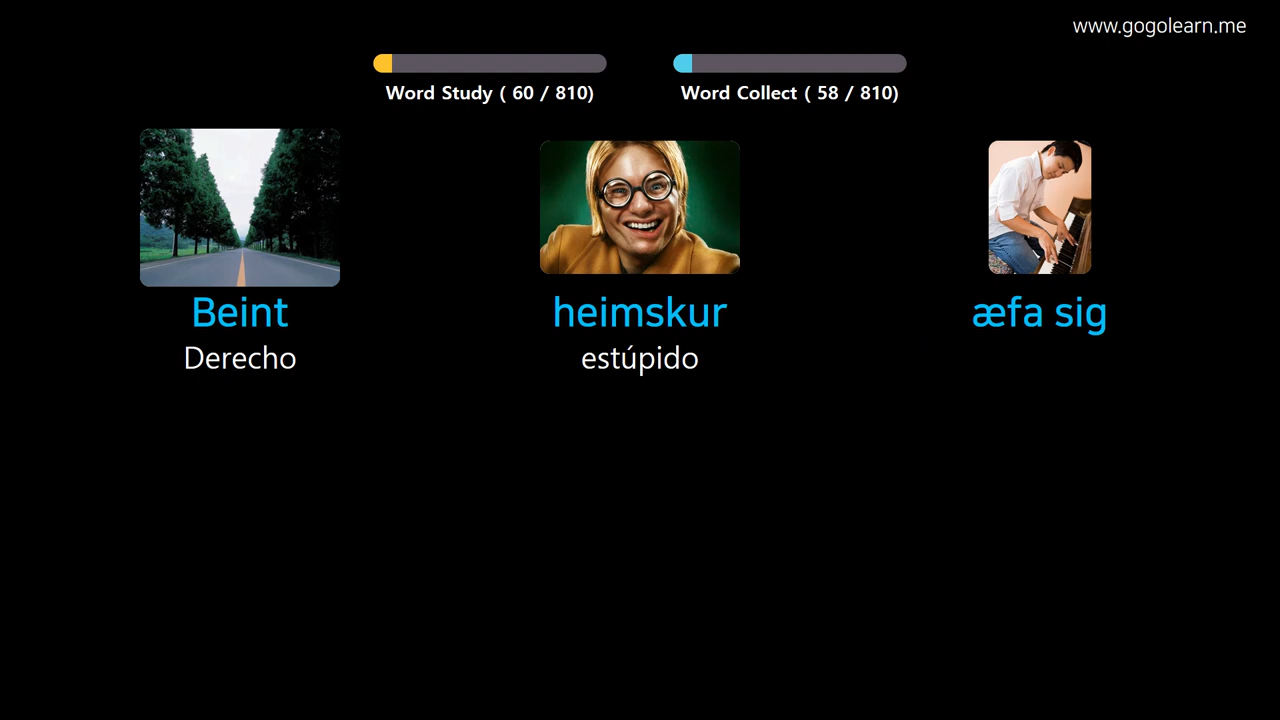 www.gogolearn.me
Word Study ( 60 / 810)
Word Collect ( 58 / 810)
Beint
Derecho
heimskur
estúpido
æfa sig